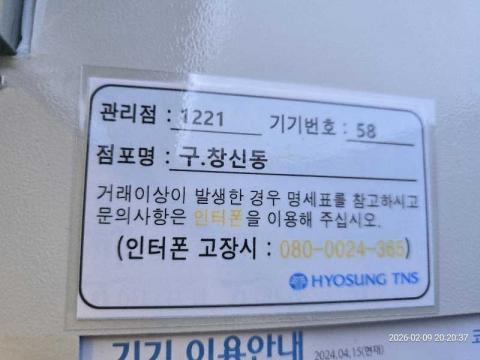 관리점 : 1221 기기번호 : 58
점포명 : 구.창신동
거래이상이 발생한 경우 명세표를 참고하시고
문의사항은 인터폰을 이용해 주십시오.
(인터폰 고장시 : 080-0024-365)
HYOSUNG TNS
2026-02-09 20:20:37
기기 이용안내 2024.04.15(현재)